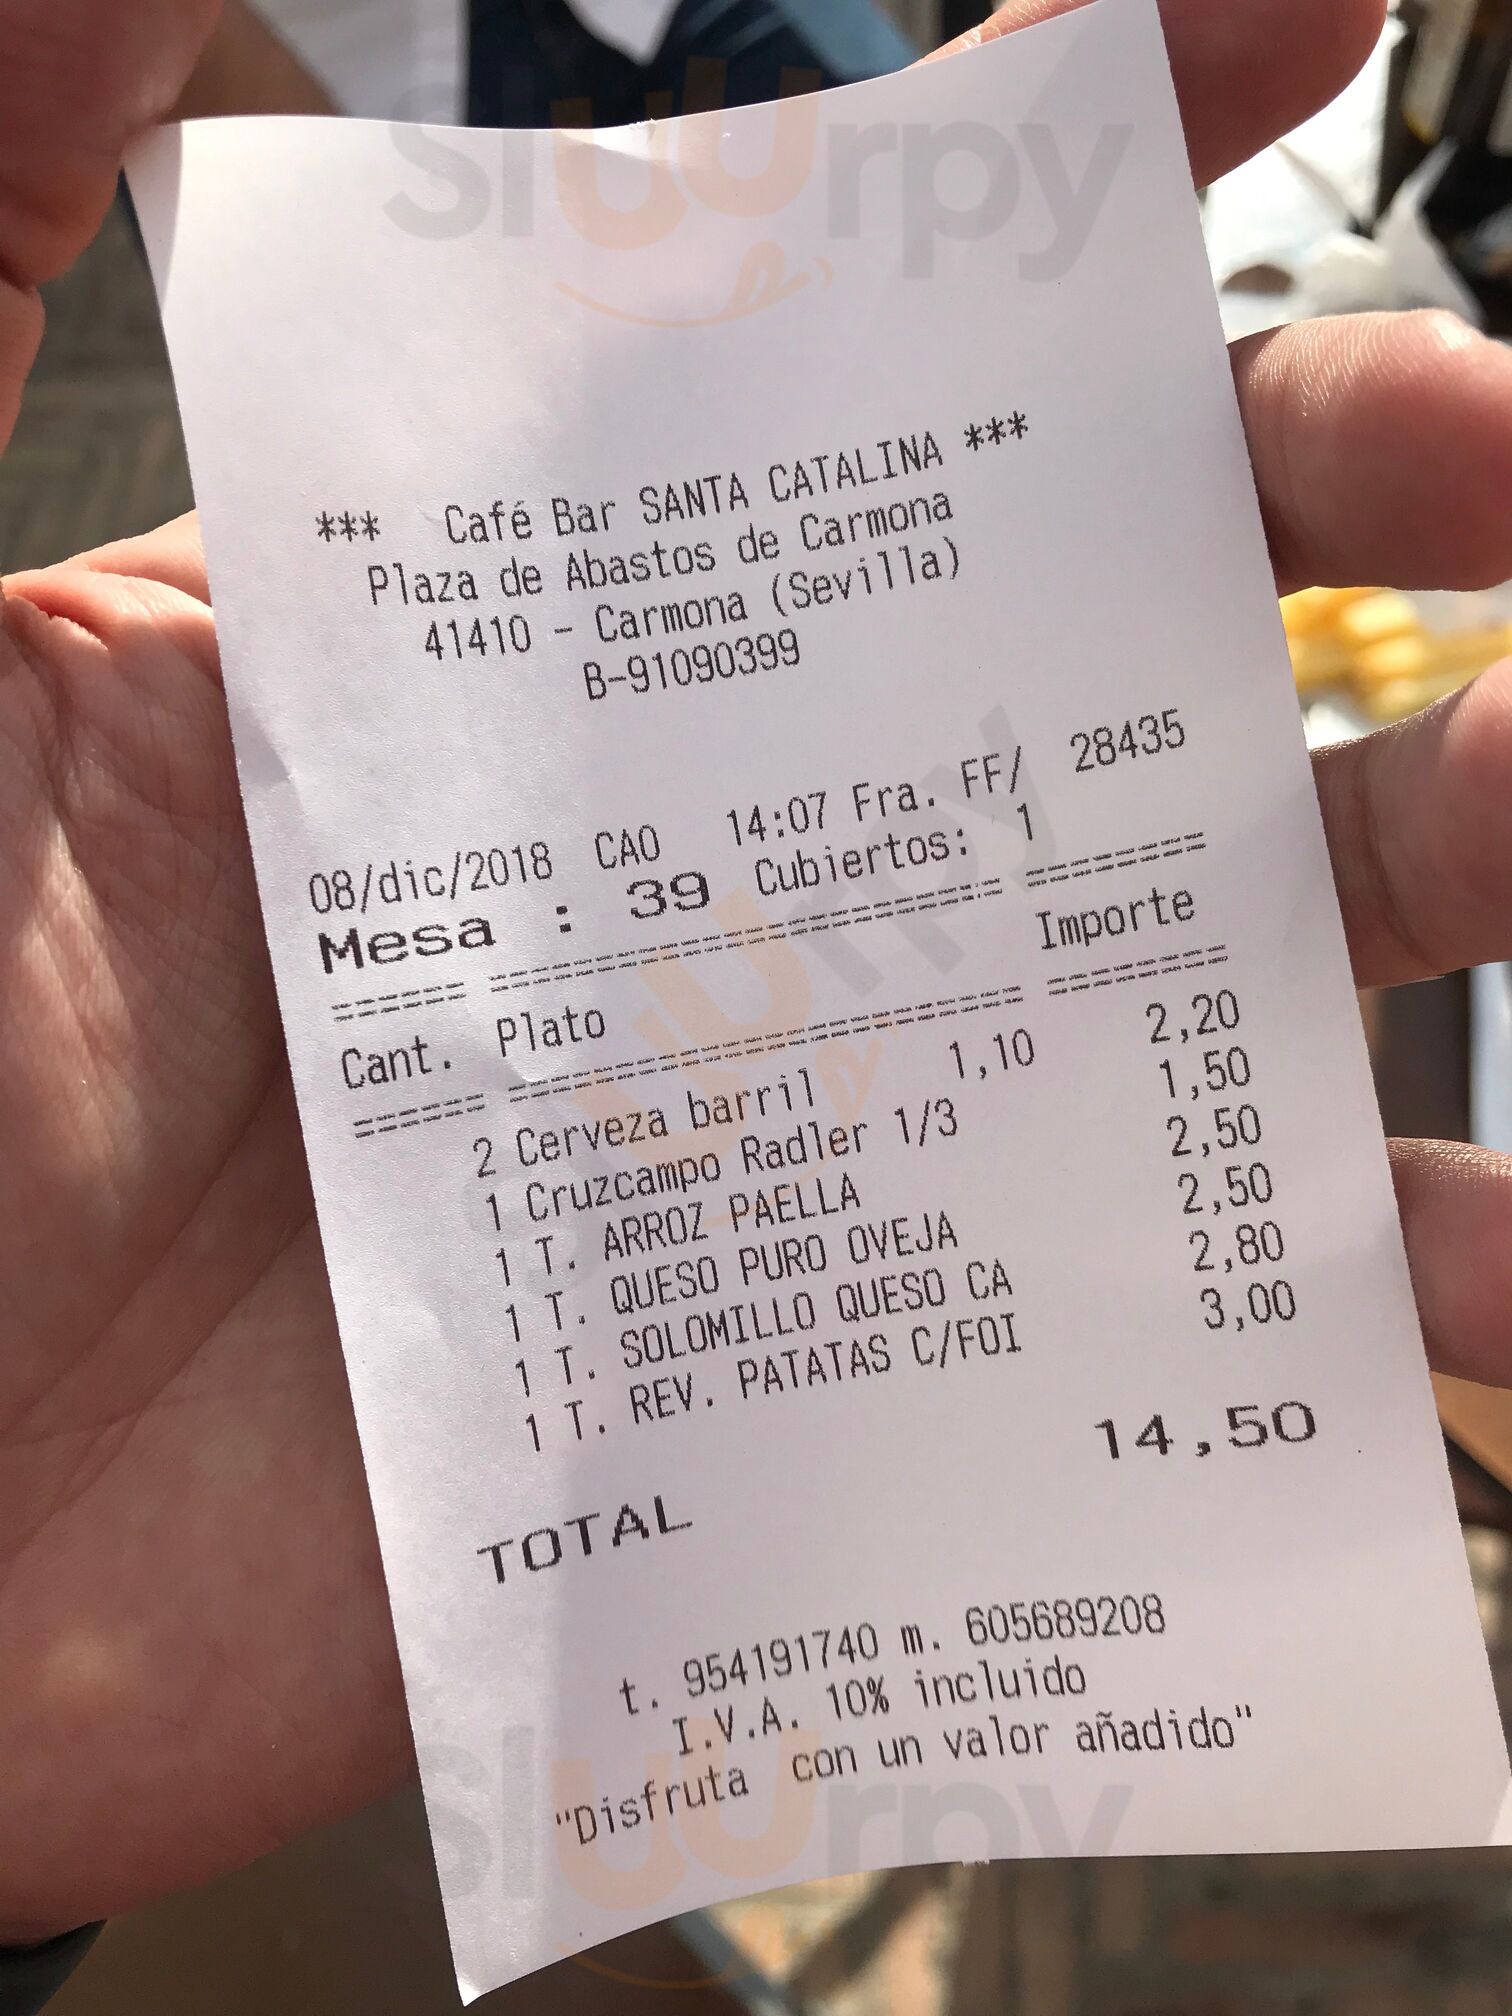 sluurpy
*** Café Bar SANTA CATALINA ***
Plaza de Abastos de Carmona
41410 - Carmona (Sevilla)
B-91090399
08/dic/2018 CAO 14:07 Fra. FF/ 28435
Mesa : 39 Cubiertos: 1
Cant. Plato Importe
2 Cerveza barril 1,10 2,20
1 Cruzcampo Radler 1/3 1,50
1 T. ARROZ PAELLA 2,50
1 T. QUESO PURO OVEJA 2,50
1 T. SOLOMILLO QUESO CA 2,80
1 T. REV. PATATAS C/FOI 3,00
TOTAL 14,50
t. 954191740 m. 605689208
I.V.A. 10% incluido
"Disfruta con un valor añadido"
sluurpy